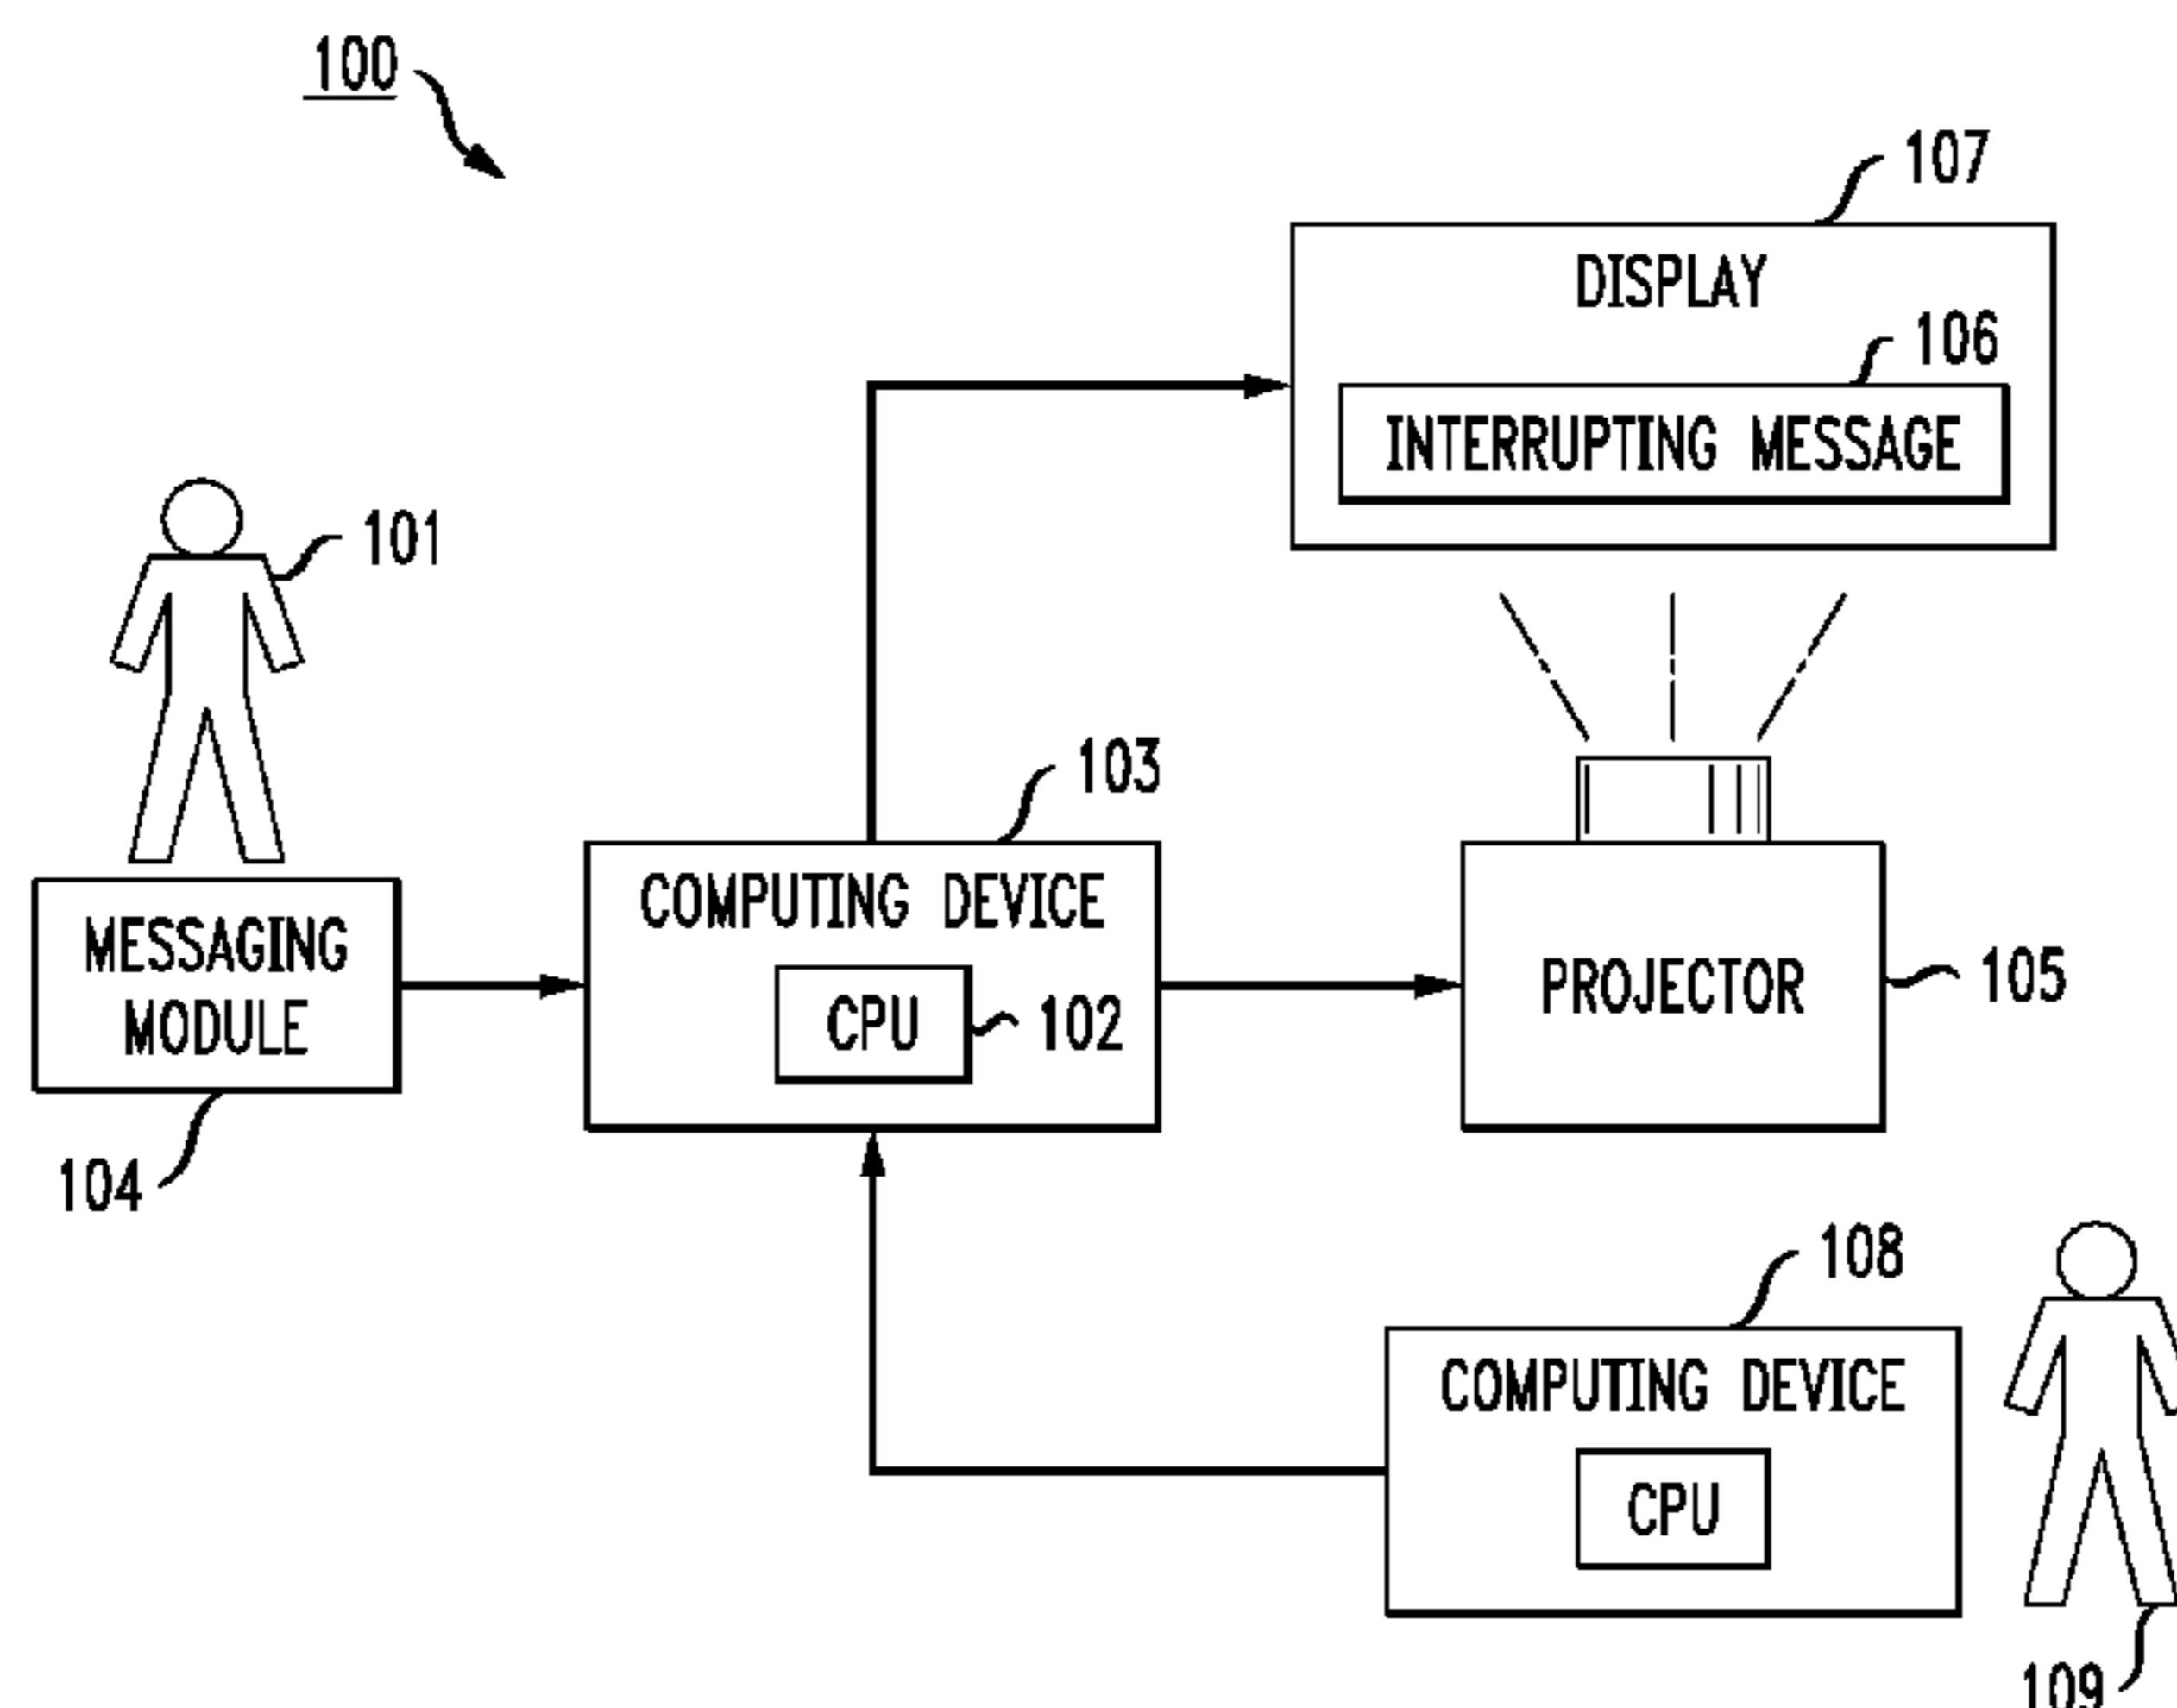 100
107
DISPLAY
106
INTERRUPTING MESSAGE
101
103
COMPUTING DEVICE
CPU
102
MESSAGING
MODULE
104
PROJECTOR
105
108
COMPUTING DEVICE
CPU
109